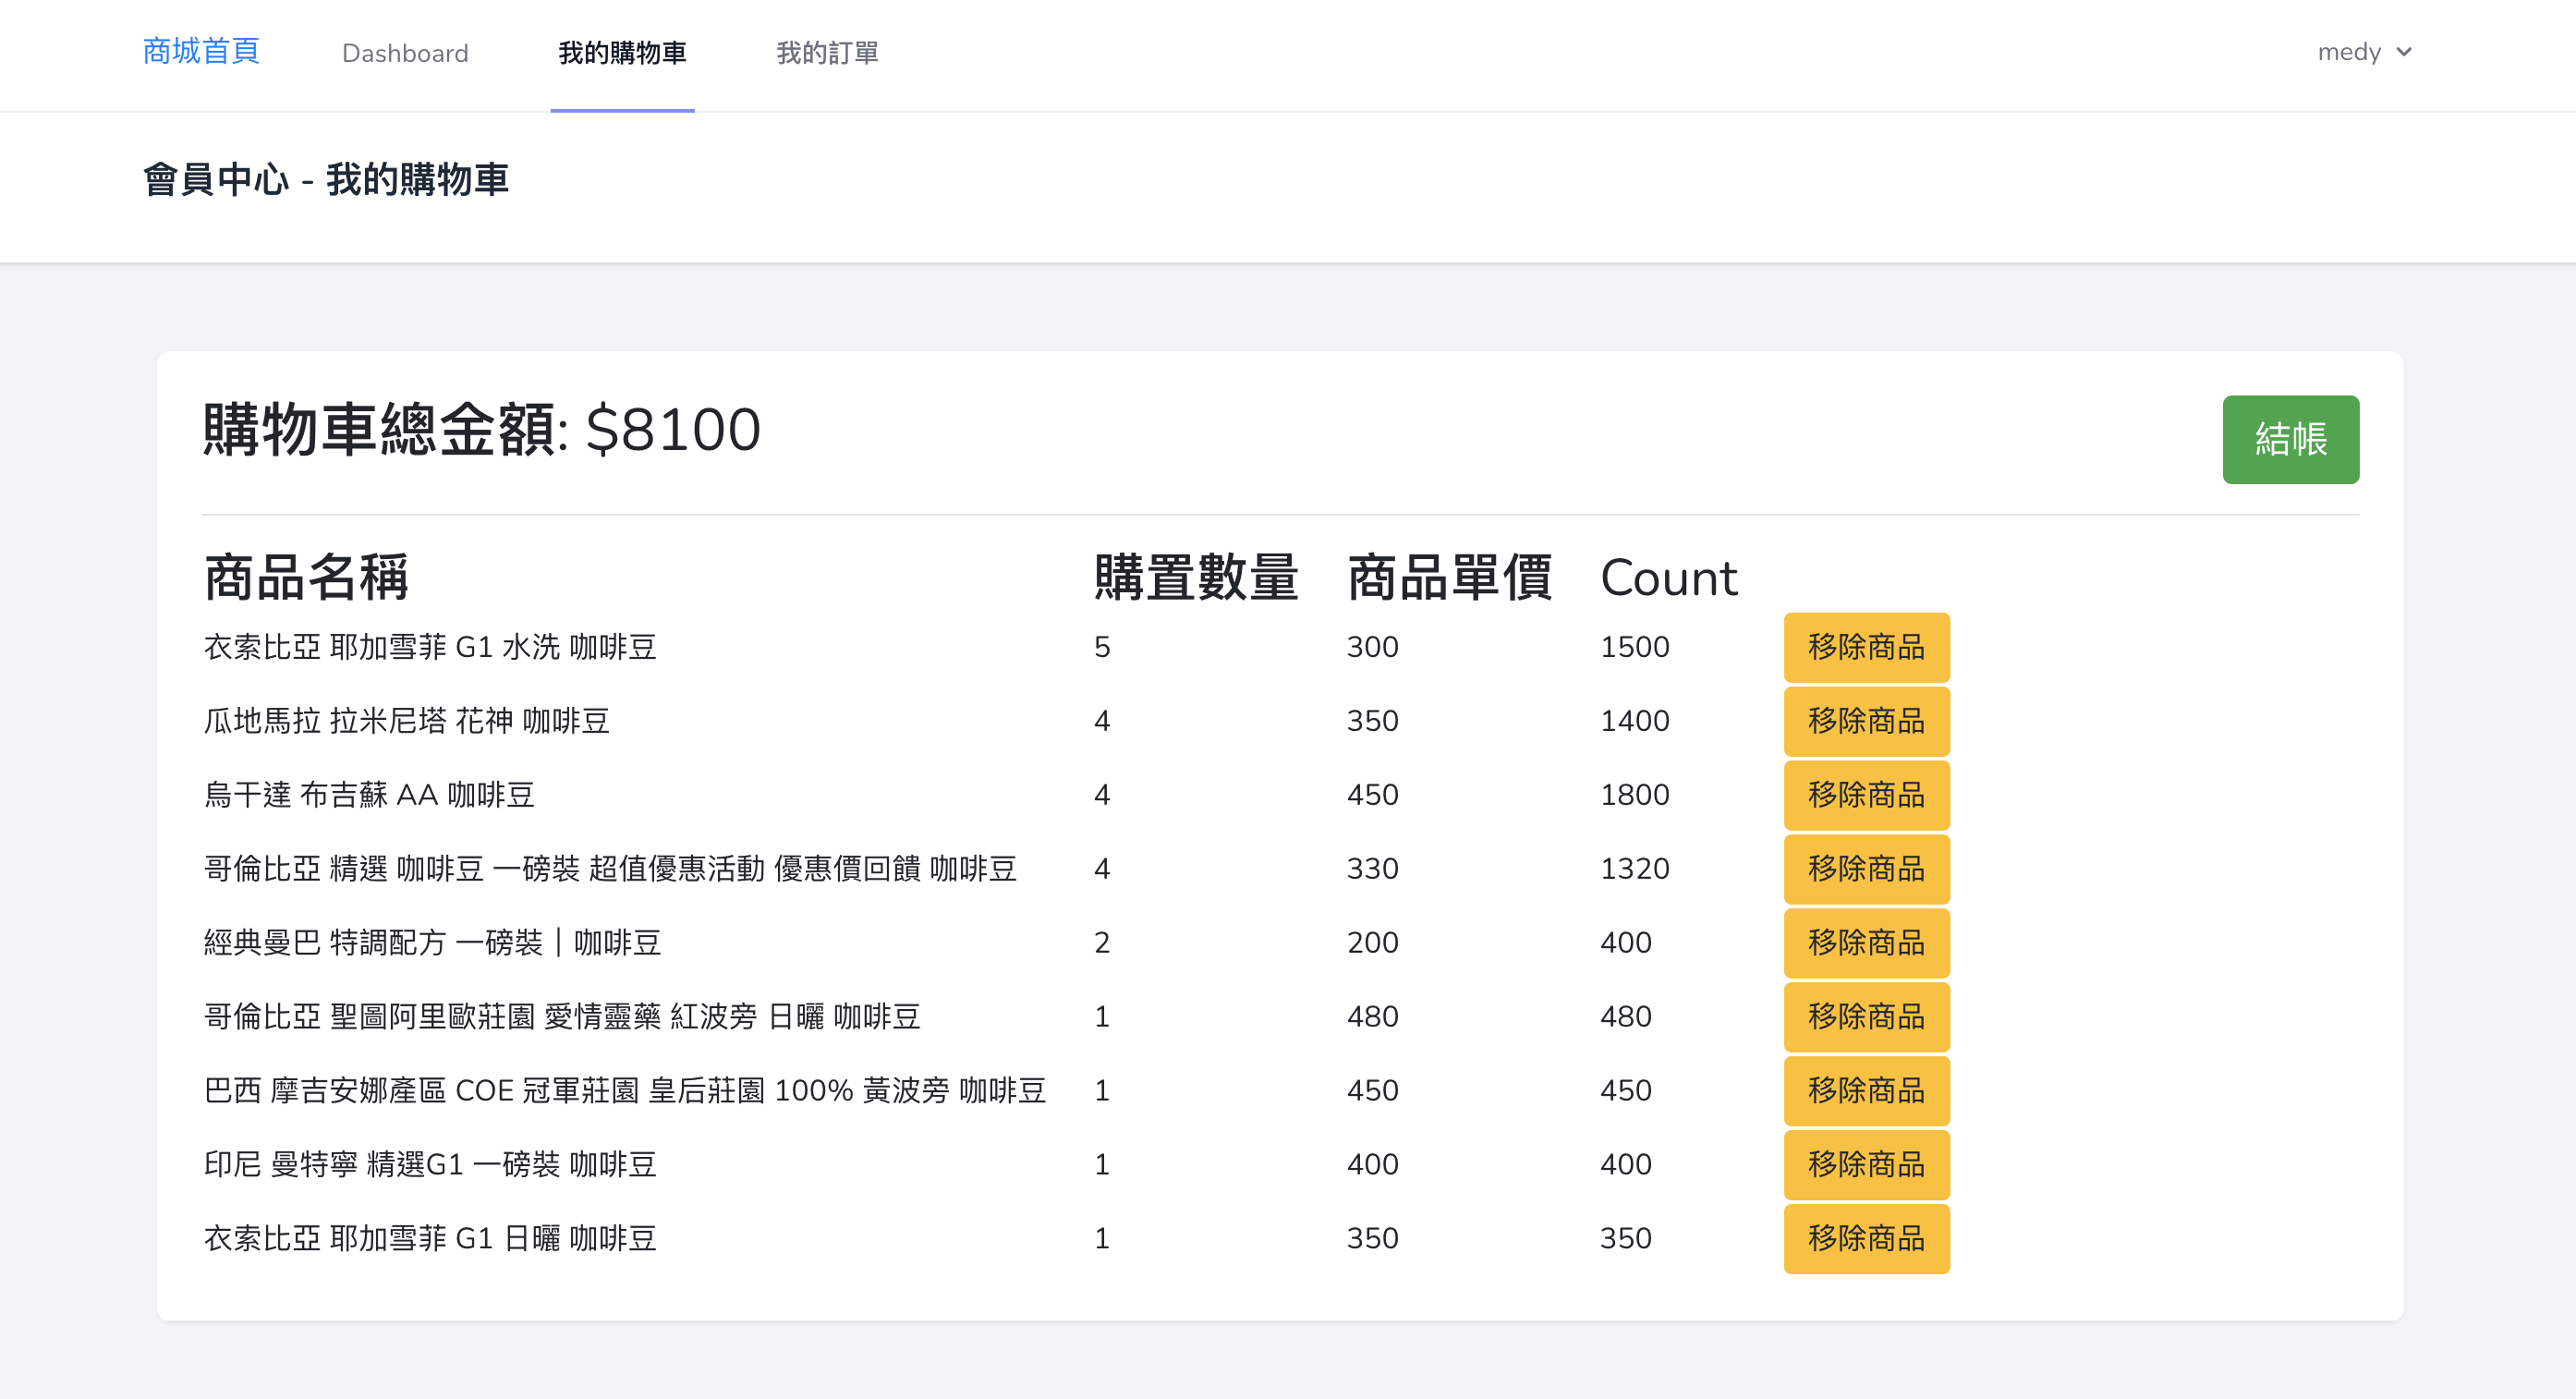 商城首頁 Dashboard 我的購物車 我的訂單 medy
會員中心 - 我的購物車
購物車總金額: $8100 結帳
商品名稱 購置數量 商品單價 Count
衣索比亞 耶加雪菲 G1 水洗 咖啡豆 5 300 1500 移除商品
瓜地馬拉 拉米尼塔 花神 咖啡豆 4 350 1400 移除商品
烏干達 布吉蘇 AA 咖啡豆 4 450 1800 移除商品
哥倫比亞 精選 咖啡豆 一磅裝 超值優惠活動 優惠價回饋 咖啡豆 4 330 1320 移除商品
經典曼巴 特調配方 一磅裝｜咖啡豆 2 200 400 移除商品
哥倫比亞 聖圖阿里歐莊園 愛情靈藥 紅波旁 日曬 咖啡豆 1 480 480 移除商品
巴西 摩吉安娜產區 COE 冠軍莊園 皇后莊園 100% 黃波旁 咖啡豆 1 450 450 移除商品
印尼 曼特寧 精選G1 一磅裝 咖啡豆 1 400 400 移除商品
衣索比亞 耶加雪菲 G1 日曬 咖啡豆 1 350 350 移除商品